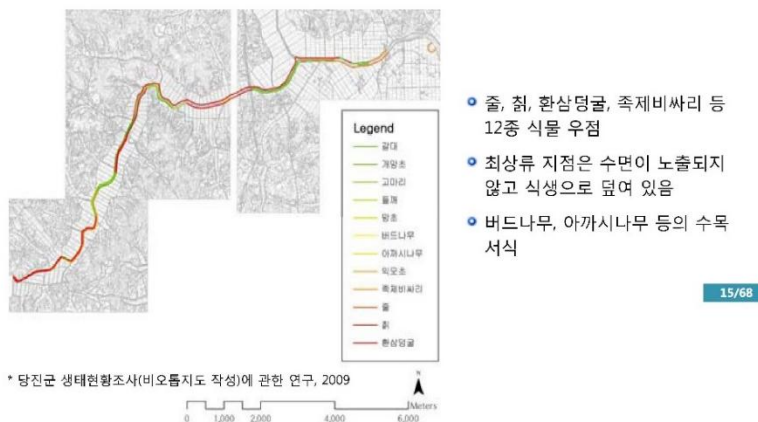 Legend
갈대
개망초
고마리
들깨
망초
버드나무
아까시나무
익모초
족제비싸리
줄
칡
환삼덩굴
줄, 칡, 환삼덩굴, 족제비싸리 등
12종 식물 우점
최상류 지점은 수면이 노출되지
않고 식생으로 덮여 있음
버드나무, 아까시나무 등의 수목
서식
15/68
* 당진군 생태현황조사(비오톱지도 작성)에 관한 연구, 2009
N
Meters
0 1,000 2,000 4,000 6,000